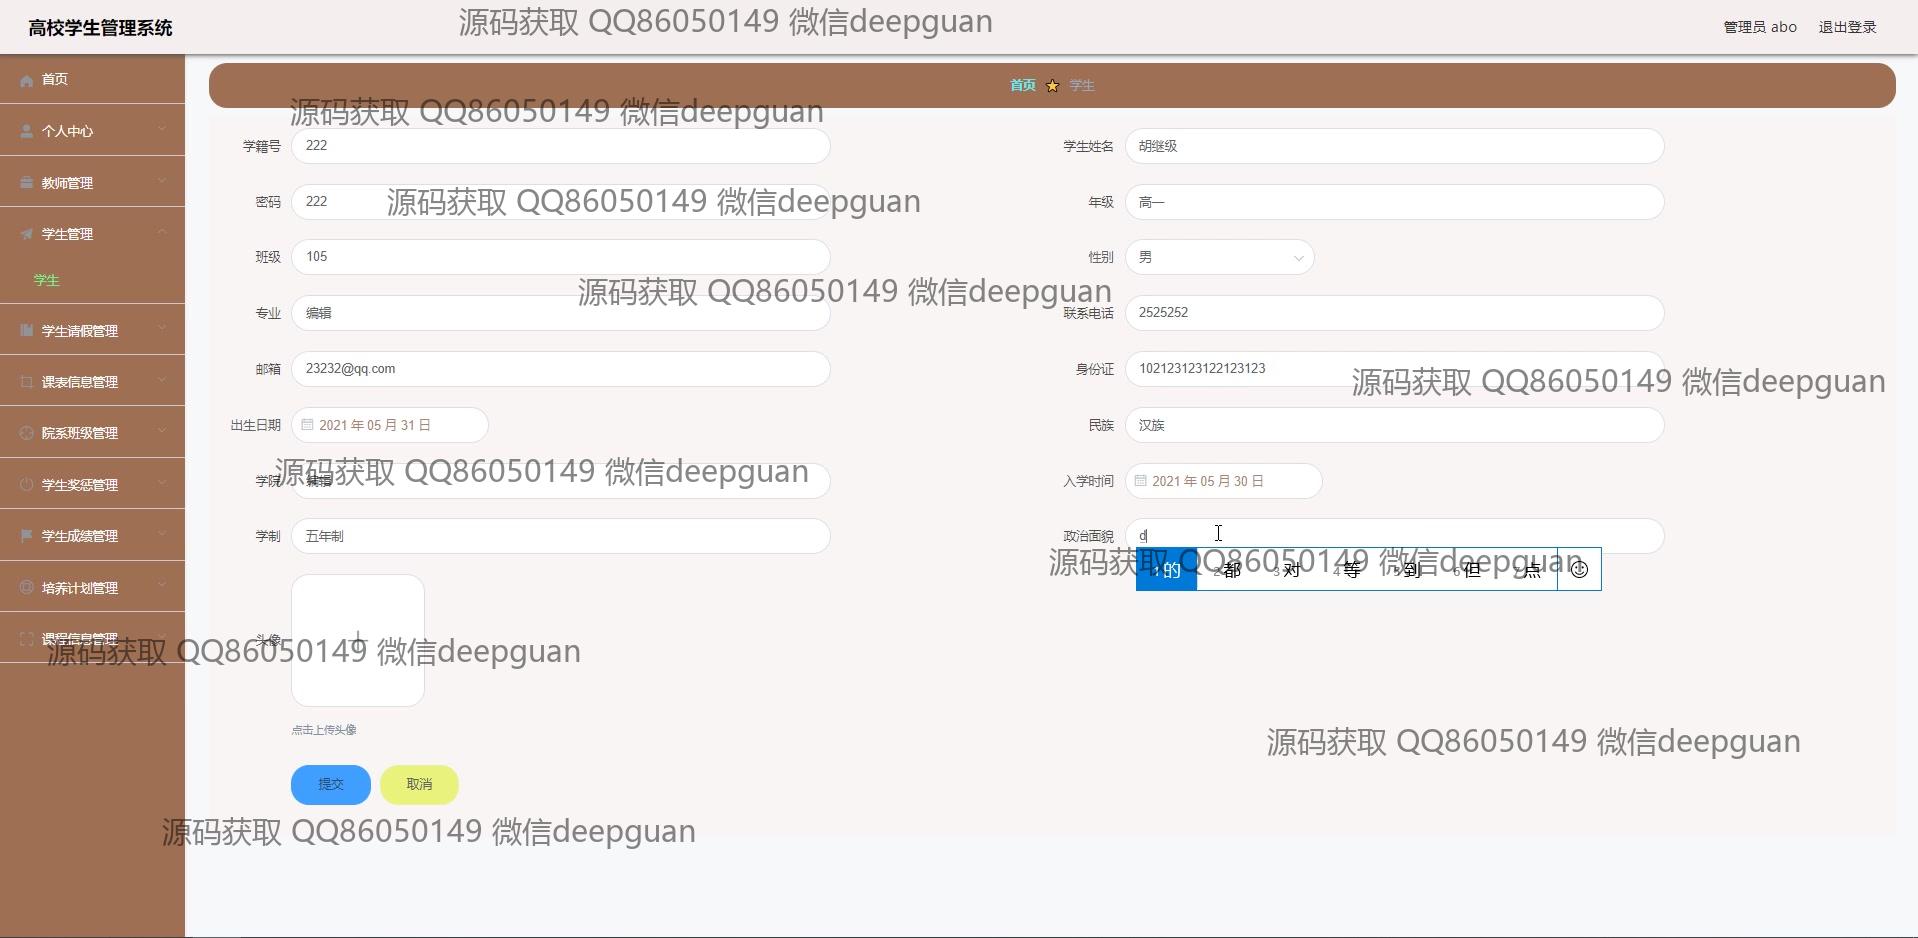 高校学生管理系统
源码获取 QQ86050149 微信deepguan
管理员 abo
退出登录
首页
个人中心
教师管理
学生管理
学生
学生请假管理
课表信息管理
院系班级管理
学生奖惩管理
学生成绩管理
培养计划管理
课程信息管理
首页 学生
源码获取 QQ86050149 微信deepguan
学籍号 222
学生姓名 胡继级
密码 222
源码获取 QQ86050149 微信deepguan
年级 高一
班级 105
性别 男
源码获取 QQ86050149 微信deepguan
专业 编辑
联系电话 2525252
邮箱 23232@qq.com
身份证 102123123122123123
源码获取 QQ86050149 微信deepguan
出生日期 2021 年 05 月 31 日
民族 汉族
源码获取 QQ86050149 微信deepguan
学院 编辑
入学时间 2021 年 05 月 30 日
学制 五年制
政治面貌 d
源码获取 QQ86050149 微信deepguan
1 的 2 都 3 对 4 等 5 到 6 但 7 点
头像
源码获取 QQ86050149 微信deepguan
点击上传头像
源码获取 QQ86050149 微信deepguan
提交 取消
源码获取 QQ86050149 微信deepguan